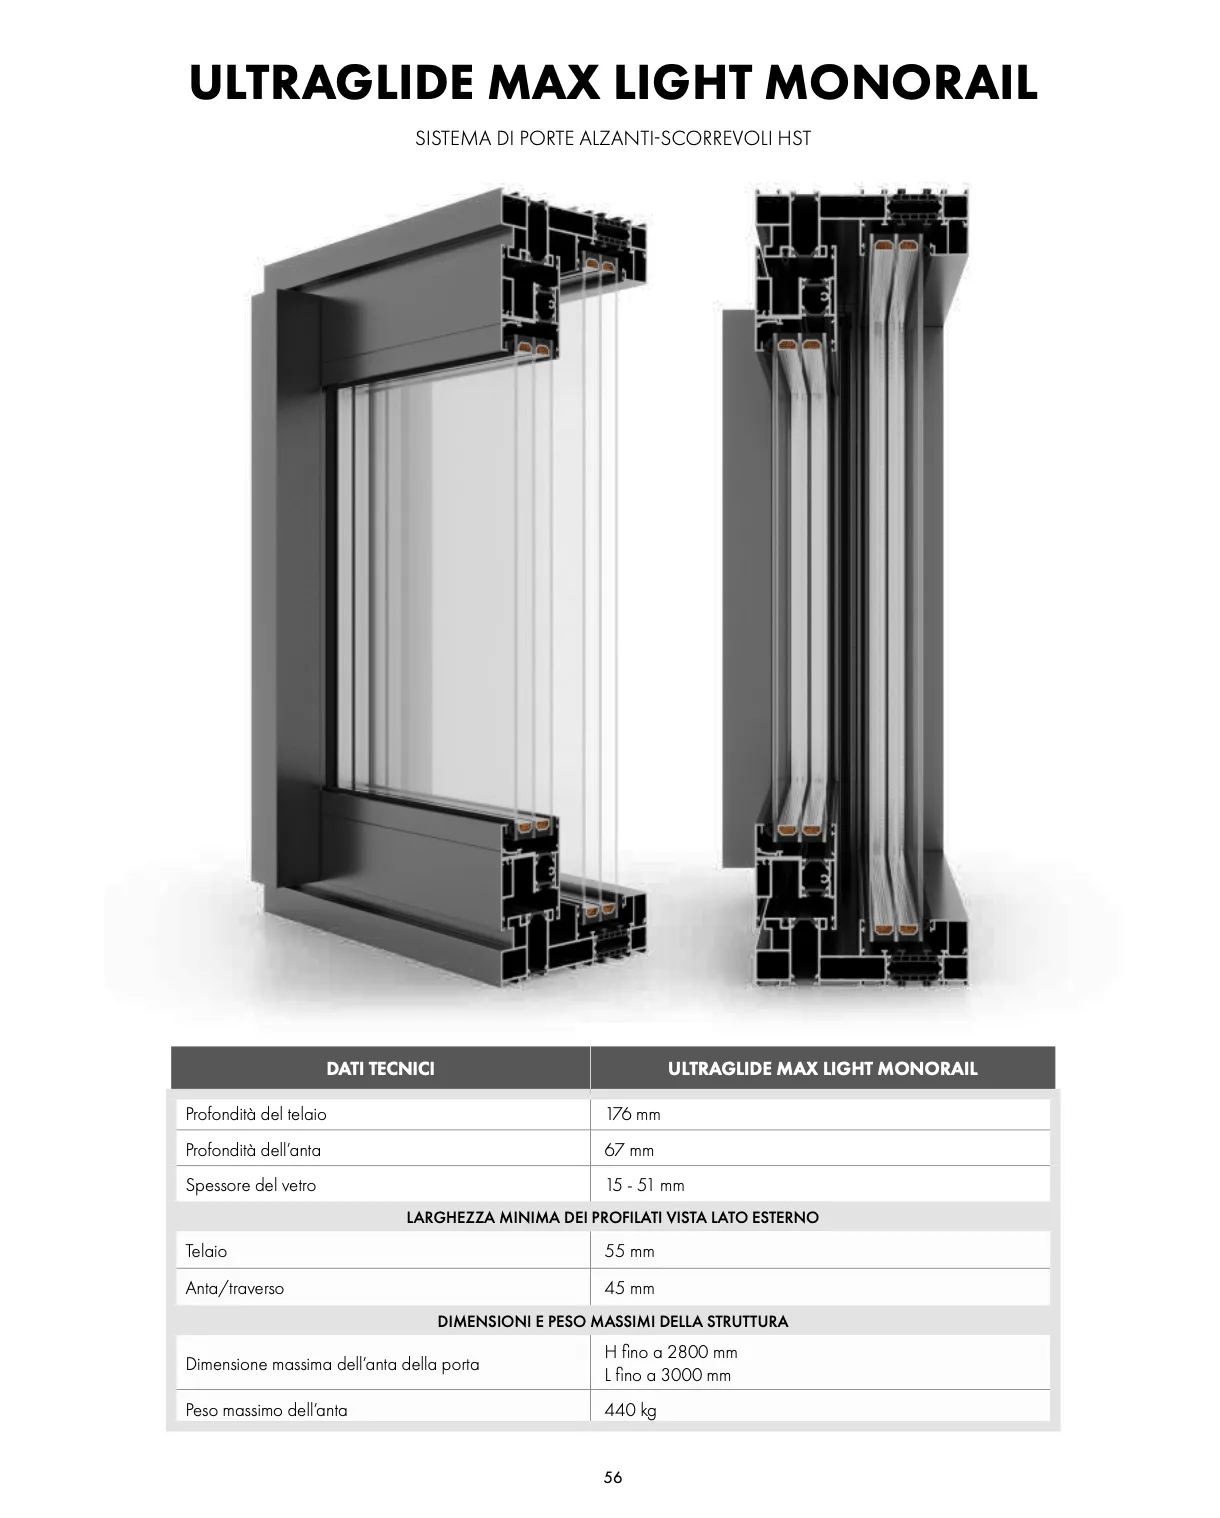 ULTRAGLIDE MAX LIGHT MONORAIL
SISTEMA DI PORTE ALZANTI-SCORREVOLI HST
DATI TECNICI
ULTRAGLIDE MAX LIGHT MONORAIL
Profondità del telaio
176 mm
Profondità dell'anta
67 mm
Spessore del vetro
15 - 51 mm
LARGHEZZA MINIMA DEI PROFILATI VISTA LATO ESTERNO
Telaio
55 mm
Anta/traverso
45 mm
DIMENSIONI E PESO MASSIMI DELLA STRUTTURA
Dimensione massima dell'anta della porta
H fino a 2800 mm
L fino a 3000 mm
Peso massimo dell'anta
440 kg
56